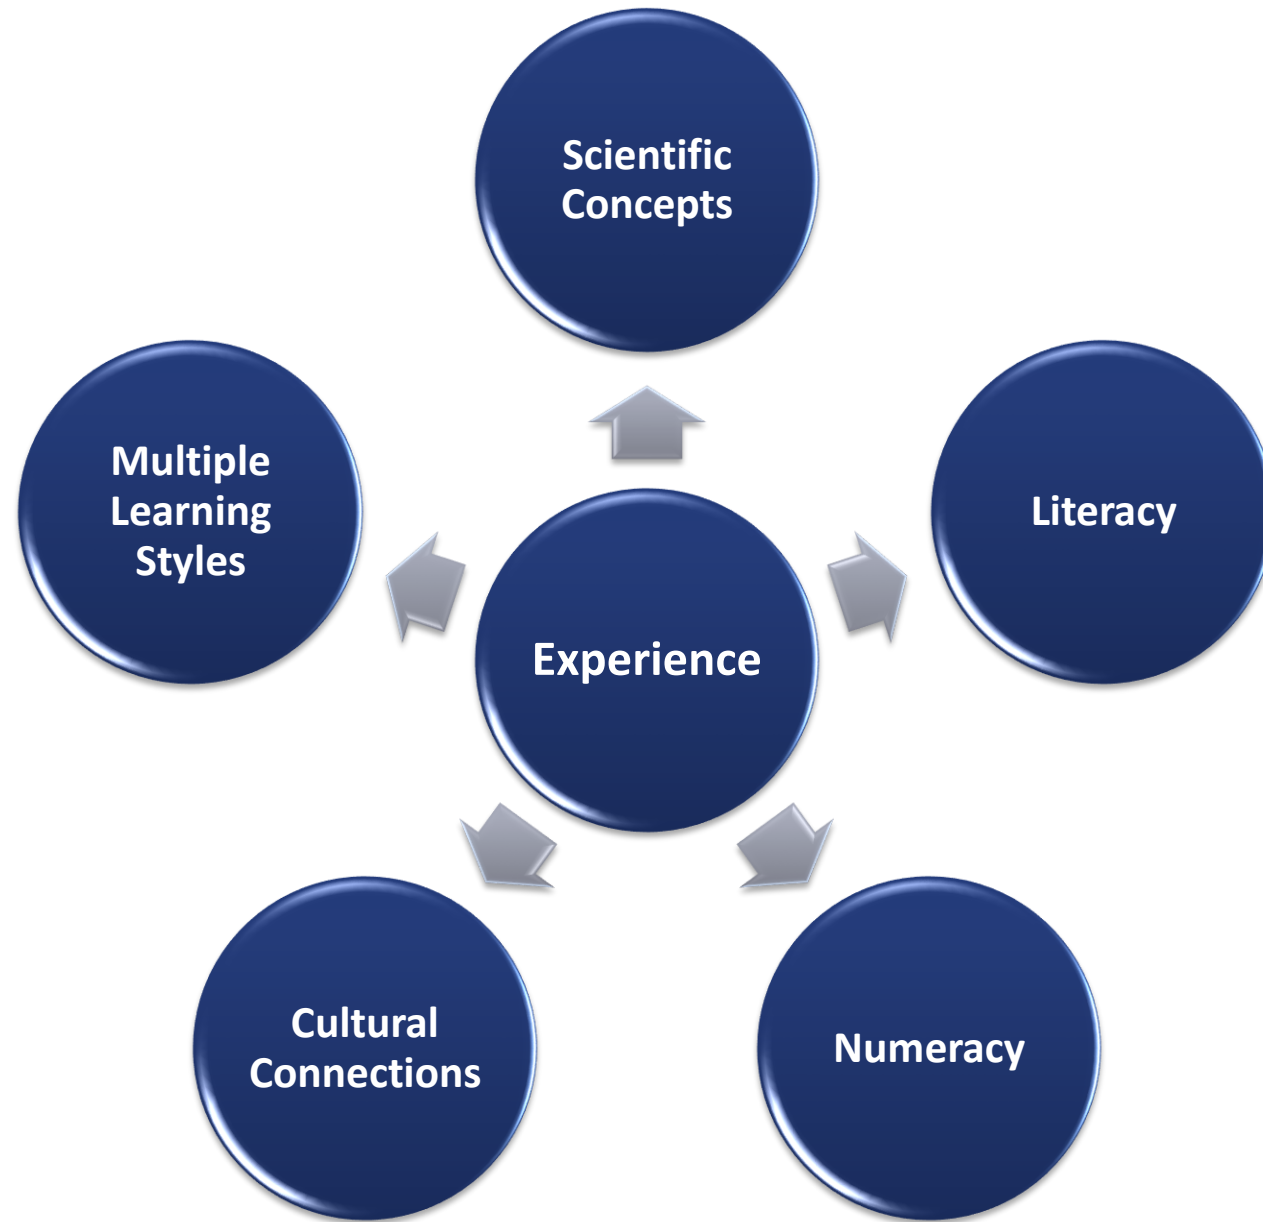 Scientific
Concepts
Multiple
Learning
Styles
Literacy
Experience
Cultural
Connections
Numeracy